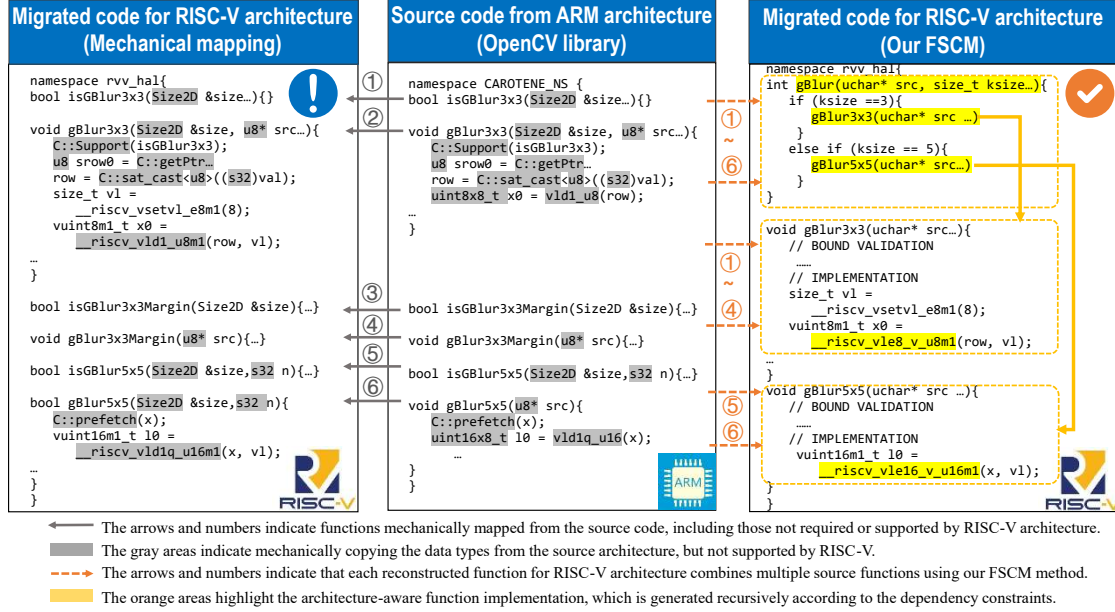 Migrated code for RISC-V architecture
(Mechanical mapping)
namespace rvv_hal{
bool isGBlur3x3(Size2D &size…){}
void gBlur3x3(Size2D &size, u8* src…){
C::Support(isGBlur3x3);
u8 srow0 = C::getPtr…
row = C::sat_cast<u8>((s32)val);
size_t vl =
__riscv_vsetvl_e8m1(8);
vuint8m1_t x0 =
__riscv_vld1_u8m1(row, vl);
…
}
bool isGBlur3x3Margin(Size2D &size){…}
void gBlur3x3Margin(u8* src){…}
bool isGBlur5x5(Size2D &size,s32 n){…}
bool gBlur5x5(Size2D &size,s32 n){
C::prefetch(x);
vuint16m1_t l0 =
__riscv_vld1q_u16m1(x, vl);
…
}
}
RISC-V
①
②
③
④
⑤
⑥
Source code from ARM architecture
(OpenCV library)
namespace CAROTENE_NS {
bool isGBlur3x3(Size2D &size…){}
void gBlur3x3(Size2D &size, u8* src…){
C::Support(isGBlur3x3);
u8 srow0 = C::getPtr…
row = C::sat_cast<u8>((s32)val);
uint8x8_t x0 = vld1_u8(row);
…
}
bool isGBlur3x3Margin(Size2D &size){…}
void gBlur3x3Margin(u8* src){…}
bool isGBlur5x5(Size2D &size,s32 n){…}
void gBlur5x5(u8* src){
C::prefetch(x);
uint16x8_t l0 = vld1q_u16(x);
…
}
}
ARM
①
~
⑥
①
~
④
⑤
⑥
Migrated code for RISC-V architecture
(Our FSCM)
namespace rvv_hal{
int gBlur(uchar* src, size_t ksize…){
if (ksize ==3){
gBlur3x3(uchar* src …)
}
else if (ksize == 5){
gBlur5x5(uchar* src…)
}
}
void gBlur3x3(uchar* src…){
// BOUND VALIDATION
……
// IMPLEMENTATION
size_t vl =
__riscv_vsetvl_e8m1(8);
vuint8m1_t x0 =
__riscv_vle8_v_u8m1(row, vl);
…
}
void gBlur5x5(uchar* src …){
// BOUND VALIDATION
……
// IMPLEMENTATION
vuint16m1_t l0 =
__riscv_vle16_v_u16m1(x, vl);
}
}
RISC-V
The arrows and numbers indicate functions mechanically mapped from the source code, including those not required or supported by RISC-V architecture.
The gray areas indicate mechanically copying the data types from the source architecture, but not supported by RISC-V.
The arrows and numbers indicate that each reconstructed function for RISC-V architecture combines multiple source functions using our FSCM method.
The orange areas highlight the architecture-aware function implementation, which is generated recursively according to the dependency constraints.